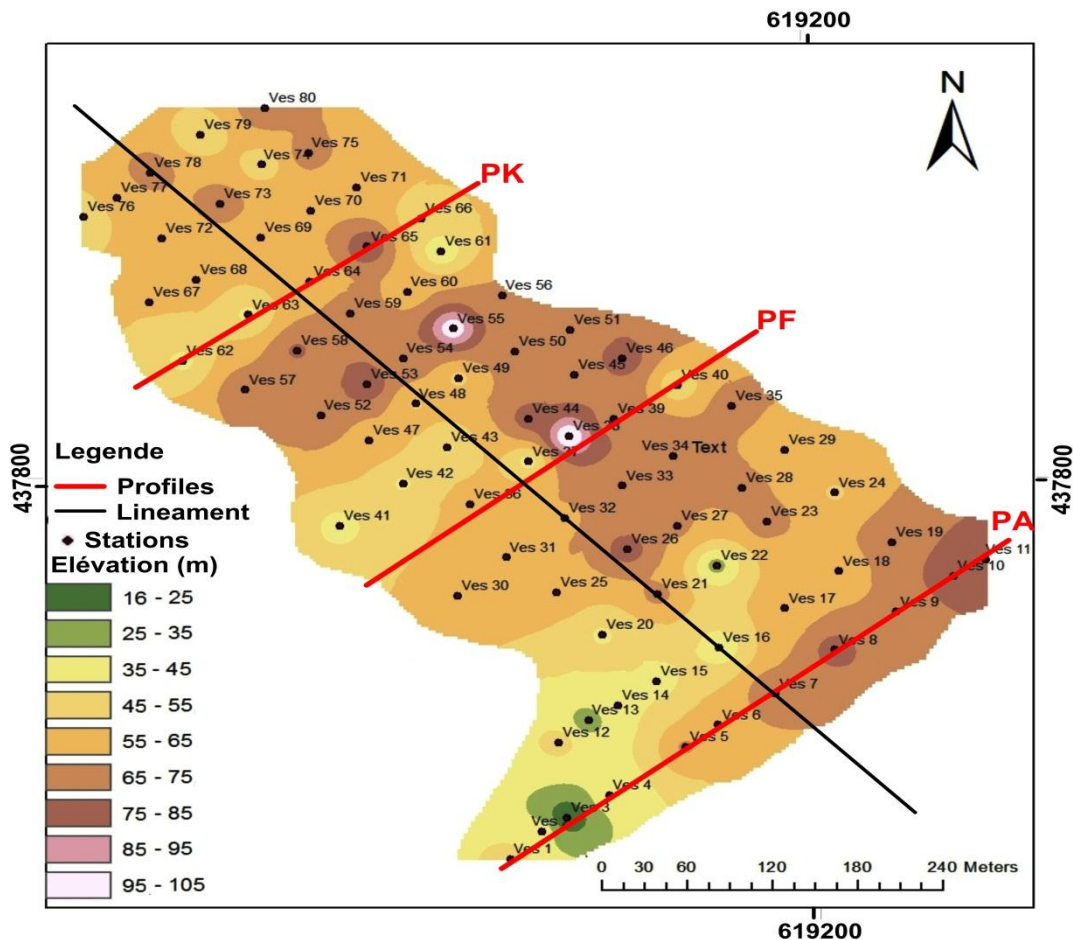 619200
N
Ves 80
Ves 79
Ves 75
Ves 74
Ves 78
PK
Ves 71
Ves 77
Ves 73
Ves 76
Ves 70
Ves 66
Ves 72
Ves 69
Ves 65
Ves 61
Ves 68
Ves 64
Ves 60
Ves 56
Ves 67
Ves 63
Ves 59
Ves 55
PF
Ves 51
Ves 58
Ves 54
Ves 50
Ves 46
Ves 62
Ves 49
Ves 45
Ves 57
Ves 53
Ves 40
Ves 48
Ves 35
Ves 52
Ves 44
Ves 39
Ves 47
Ves 43
Ves 34
Text
Ves 29
Legende
437800
Ves 42
Ves 33
Ves 28
Ves 24
437800
Profiles
Ves 41
Ves 32
Ves 27
Ves 23
PA
Lineament
Stations
Ves 31
Ves 26
Ves 22
Ves 19
Ves 11
Elévation (m)
Ves 18
Ves 10
16 - 25
Ves 30
Ves 25
Ves 21
Ves 17
Ves 9
25 - 35
Ves 20
Ves 16
Ves 8
35 - 45
Ves 15
Ves 7
45 - 55
Ves 14
Ves 13
Ves 6
55 - 65
Ves 12
Ves 5
65 - 75
Ves 4
75 - 85
Ves 3
Ves
85 - 95
Ves 1
0 30 60 120 180 240 Meters
95 - 105
619200